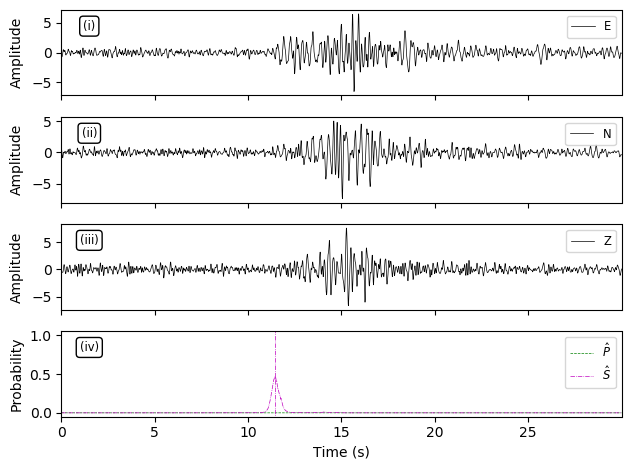 (i)
E
Amplitude
5
0
−5
(ii)
N
Amplitude
5
0
−5
(iii)
Z
Amplitude
5
0
−5
(iv)
P̂
Ŝ
Probability
1.0
0.5
0.0
0 5 10 15 20 25
Time (s)